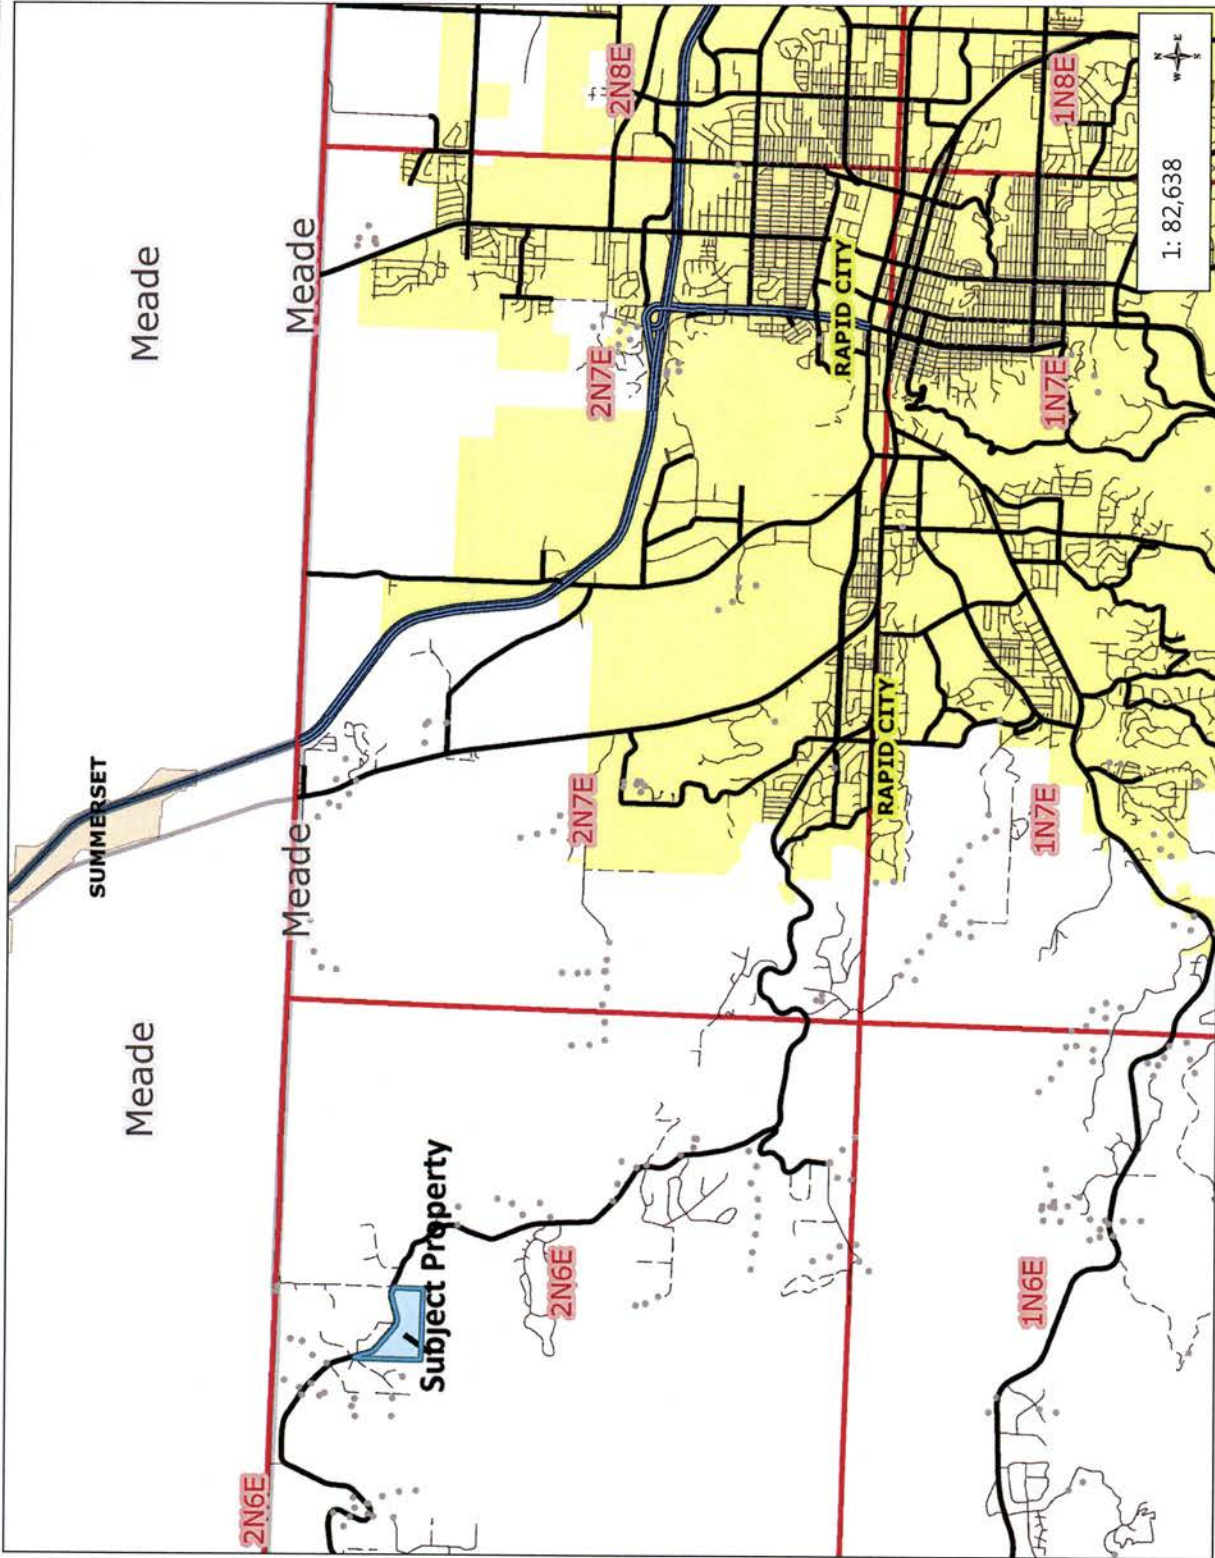 SUMMERSET
Meade
Meade
2N6E
Meade
Meade
Subject Property
2N6E
2N7E
2N7E
2N8E
RAPID CITY
RAPID CITY
1N6E
1N7E
1N7E
1N8E
1: 82,638
N
W E
S